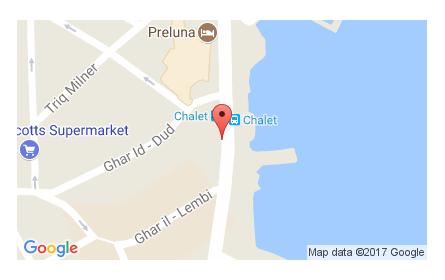 Preluna
Triq Milner
Chalet
Chalet
cotts Supermarket
Ghar Id - Dud
Ghar il - Lembi
Google
Map data ©2017 Google